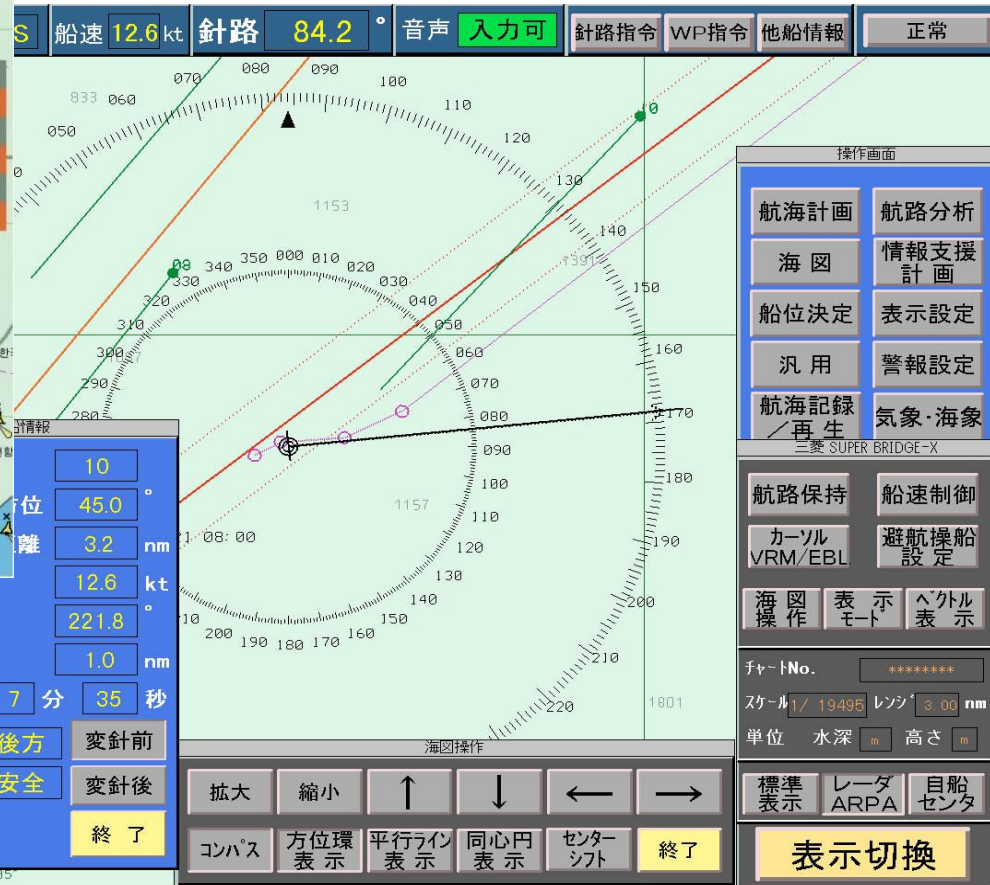 S 船速 12.6 kt 針路 84.2 ° 音声 入力可 針路指令 WP指令 他船情報 正常
080 090
070 100
833 060 110
050
120
130
1153
140
1391
150
160
170
180
190
200
210
220
1801
08
10
340 350 000 010 020
330 030
320 040
310 050
300 060
290 070
280 080
090
100
1157 110
120
130
140
150
160
170
180
190
200
08:00
情報
10
位 45.0 °
離 3.2 nm
12.6 kt
221.8 °
1.0 nm
7 分 35 秒
後方 変針前
安全 変針後
終 了
海図操作
拡大 縮小 ↑ ↓ ← →
コンパス 方位環表示 平行ライン表示 同心円表示 センターシフト 終了
操作画面
航海計画 航路分析
海 図 情報支援計 画
船位決定 表示設定
汎 用 警報設定
航海記録/再 生 気象・海象
三菱 SUPER BRIDGE-X
航路保持 船速制御
カーソルVRM/EBL 避航操船設 定
海 図操 作 表 示モード ベクトル表 示
チャートNo. ********
スケール 1/ 19495 レンジ 3.00 nm
単位 水深 m 高さ m
標準表示 レーダARPA 自船センタ
表示切換